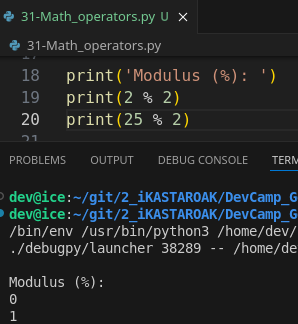 31-Math_operators.py U ×
31-Math_operators.py
18 print('Modulus (%): ')
19 print(2 % 2)
20 print(25 % 2)
21
PROBLEMS OUTPUT DEBUG CONSOLE TERM
dev@ice:~/git/2_iKASTAROAK/DevCamp_G
dev@ice:~/git/2_iKASTAROAK/DevCamp_G
/bin/env /usr/bin/python3 /home/dev/
./debugpy/launcher 38289 -- /home/de
Modulus (%):
0
1